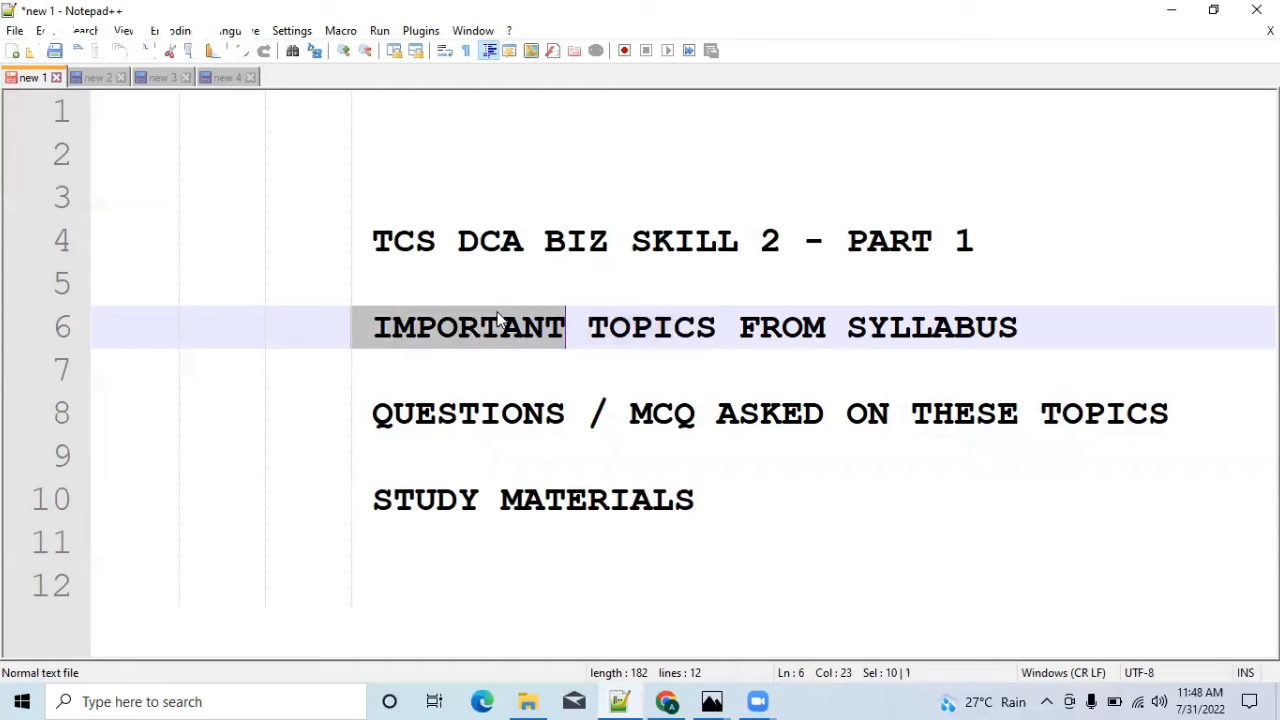 *new 1 - Notepad++
File Settings Macro Run Plugins Window ? X
new 1 new 2 new 3 new 4
1
2
3
4 TCS DCA BIZ SKILL 2 - PART 1
5
6 IMPORTANT TOPICS FROM SYLLABUS
7
8 QUESTIONS / MCQ ASKED ON THESE TOPICS
9
10 STUDY MATERIALS
11
12
Normal text file length : 182 lines : 12 Ln : 6 Col : 23 Sel : 10 | 1 Windows (CR LF) UTF-8 INS
Type here to search 27°C Rain 11:48 AM
7/31/2022